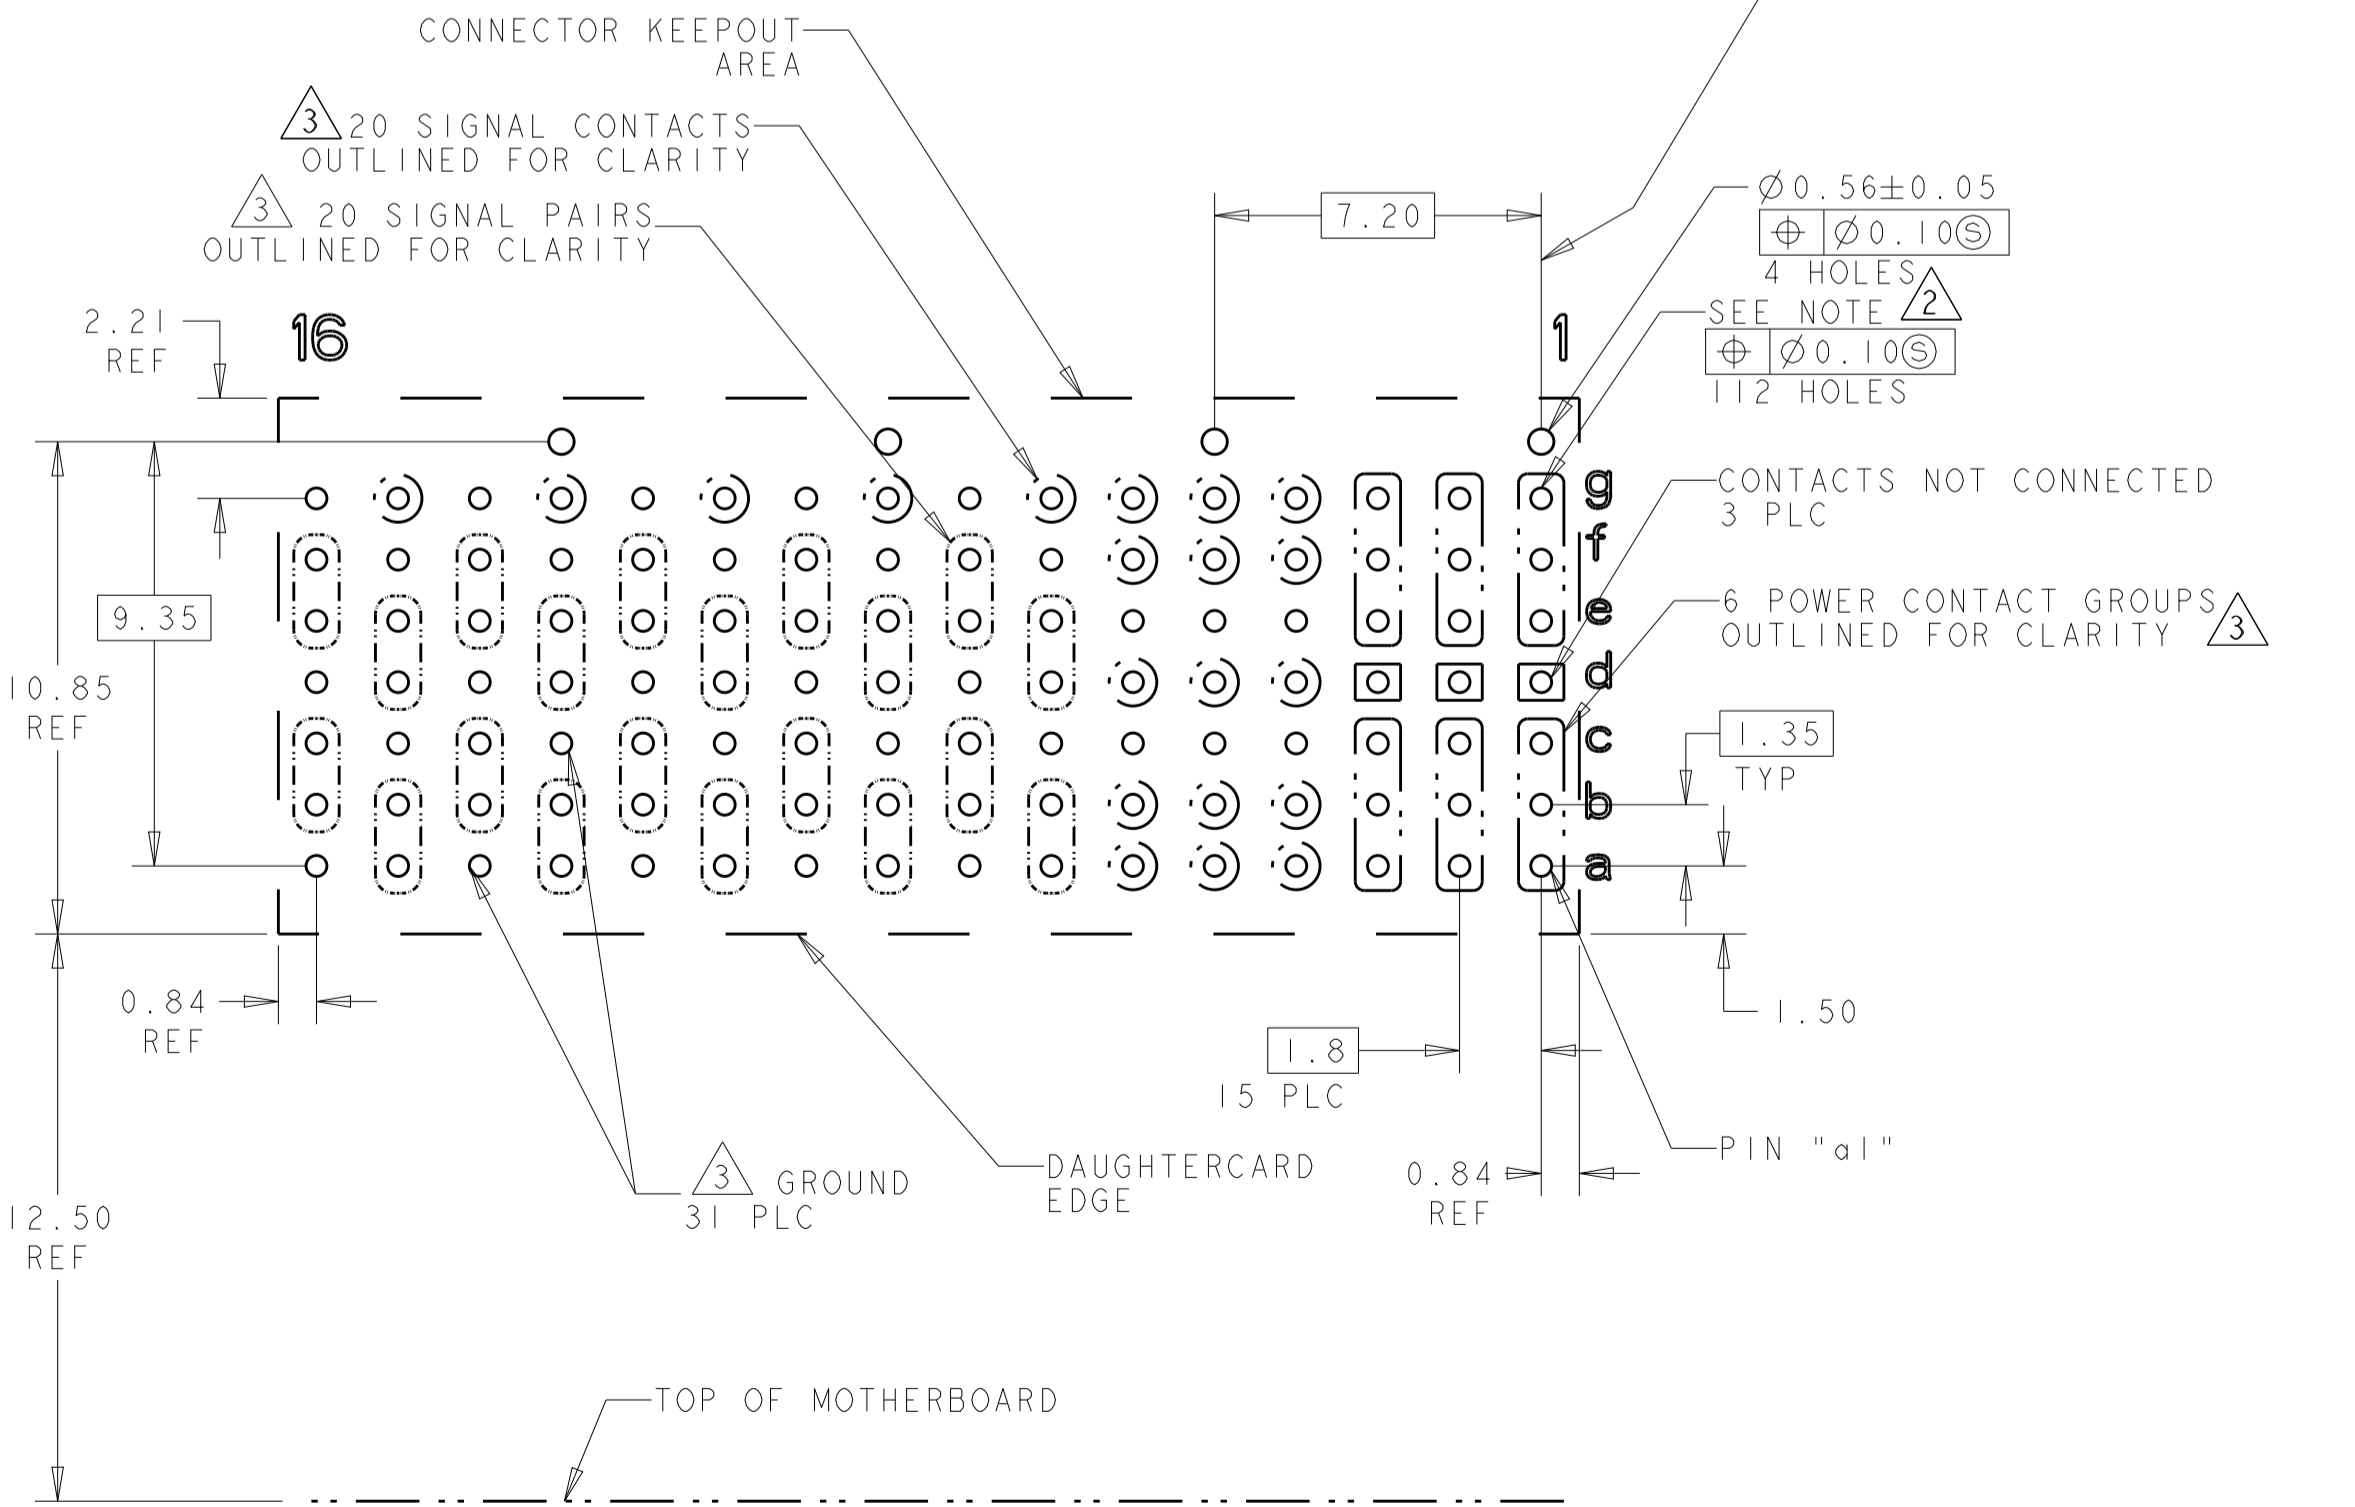 CONNECTOR KEEPOUT
AREA
3 20 SIGNAL CONTACTS
OUTLINED FOR CLARITY
3 20 SIGNAL PAIRS
OUTLINED FOR CLARITY
7.20
Ø0.56±0.05
⌖ Ø0.10Ⓢ
4 HOLES
SEE NOTE 2
⌖ Ø0.10Ⓢ
112 HOLES
2.21
REF
16
1
g
CONTACTS NOT CONNECTED
3 PLC
f
e
6 POWER CONTACT GROUPS
OUTLINED FOR CLARITY 3
9.35
d
10.85
REF
c
1.35
TYP
b
a
0.84
REF
1.50
1.8
15 PLC
PIN "a1"
3 GROUND
31 PLC
DAUGHTERCARD
EDGE
0.84
REF
12.50
REF
TOP OF MOTHERBOARD